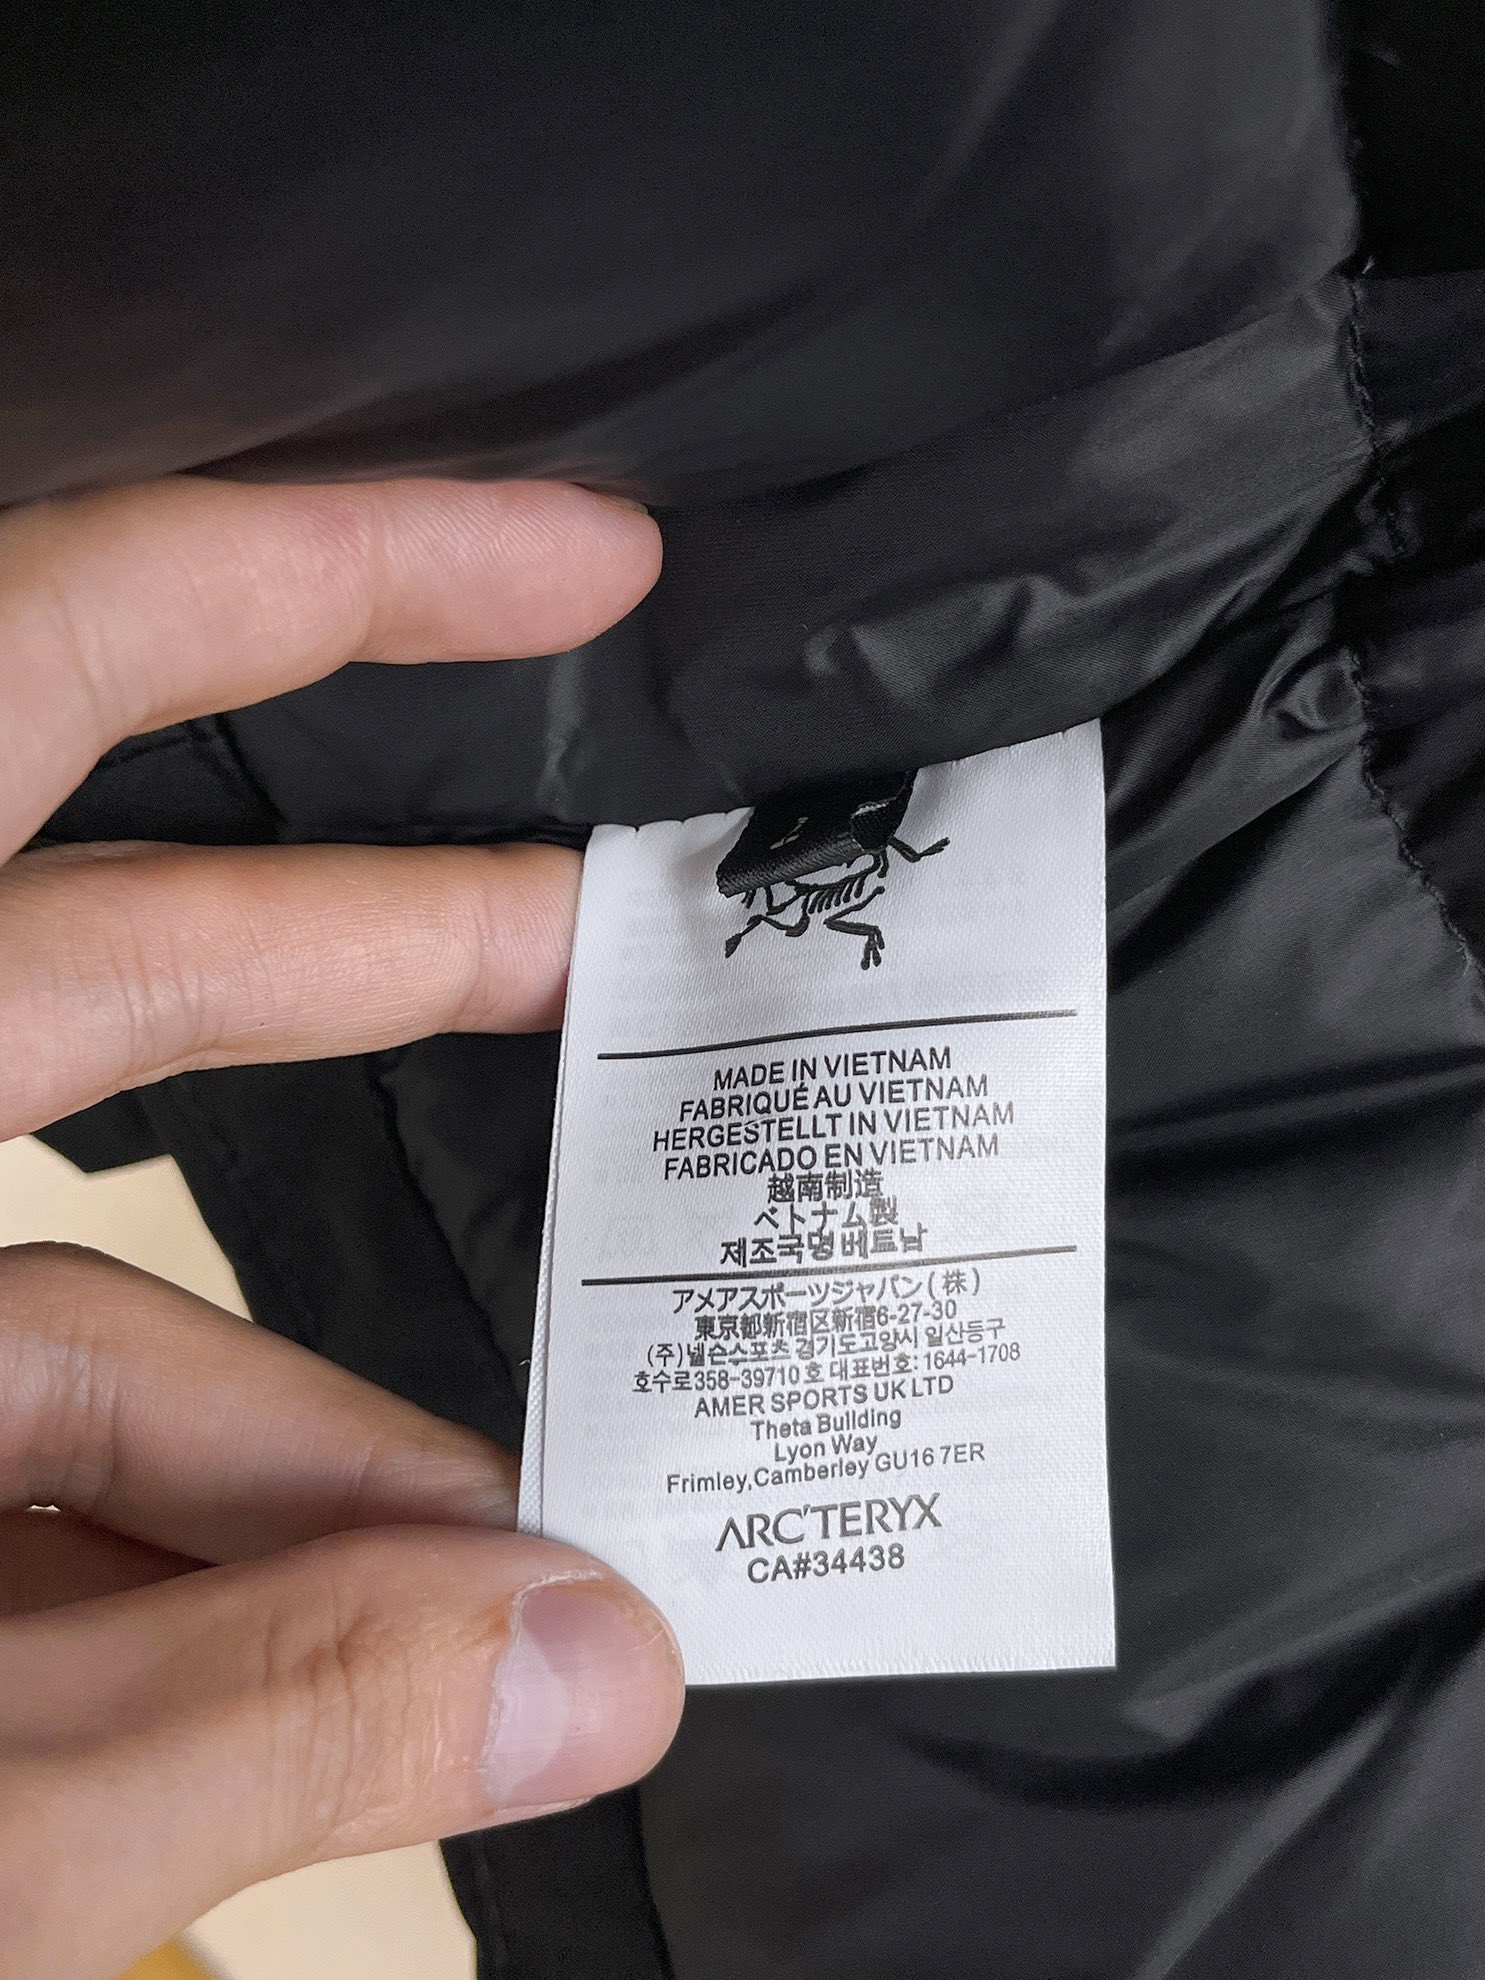 MADE IN VIETNAM
FABRIQUÉ AU VIETNAM
HERGESTELLT IN VIETNAM
FABRICADO EN VIETNAM
越南制造
ベトナム製
제조국명 베트남
アメアスポーツジャパン(株)
東京都新宿区新宿6-27-30
(주)넬슨스포츠 경기도고양시 일산동구
호수로358-39710호 대표번호:1644-1708
AMER SPORTS UK LTD
Theta Building
Lyon Way
Frimley,Camberley GU16 7ER
ARC'TERYX
CA#34438